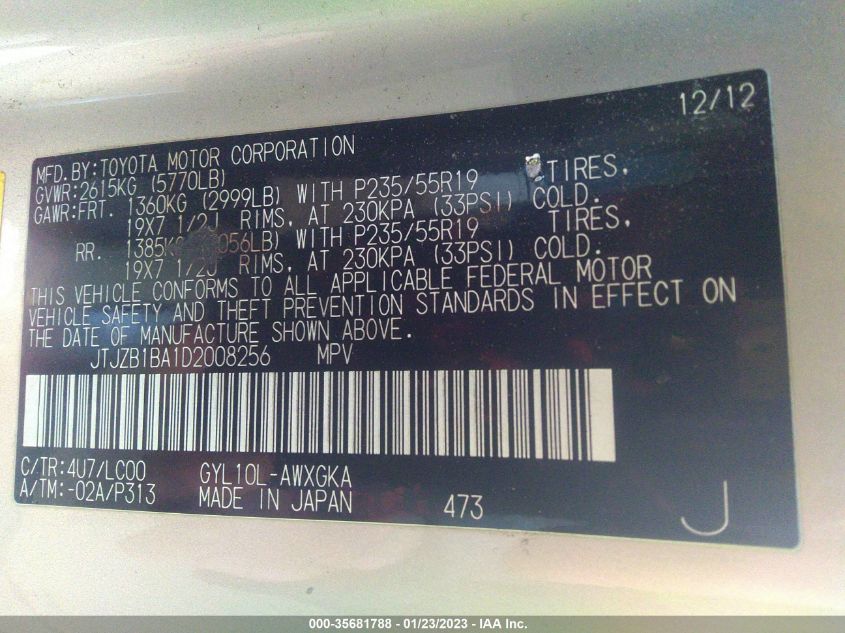 12/12
MFD.BY:TOYOTA MOTOR CORPORATION
GVWR:2615KG (5770LB)
GAWR:FRT. 1360KG (2999LB) WITH P235/55R19 TIRES,
19X7 1/2J RIMS, AT 230KPA (33PSI) COLD.
RR. WITH P235/55R19 TIRES,
19X7 RIMS, AT 230KPA (33PSI) COLD.
THIS VEHICLE CONFORMS TO ALL APPLICABLE FEDERAL MOTOR
VEHICLE SAFETY AND THEFT PREVENTION STANDARDS IN EFFECT ON
THE DATE OF MANUFACTURE SHOWN ABOVE.
JTJZB1BA1D2008256 MPV
C/TR:4U7/LC00 GYL10L-AWXGKA
A/TM:-02A/P313 MADE IN JAPAN 473
J
000-35681788 - 01/23/2023 - IAA Inc.